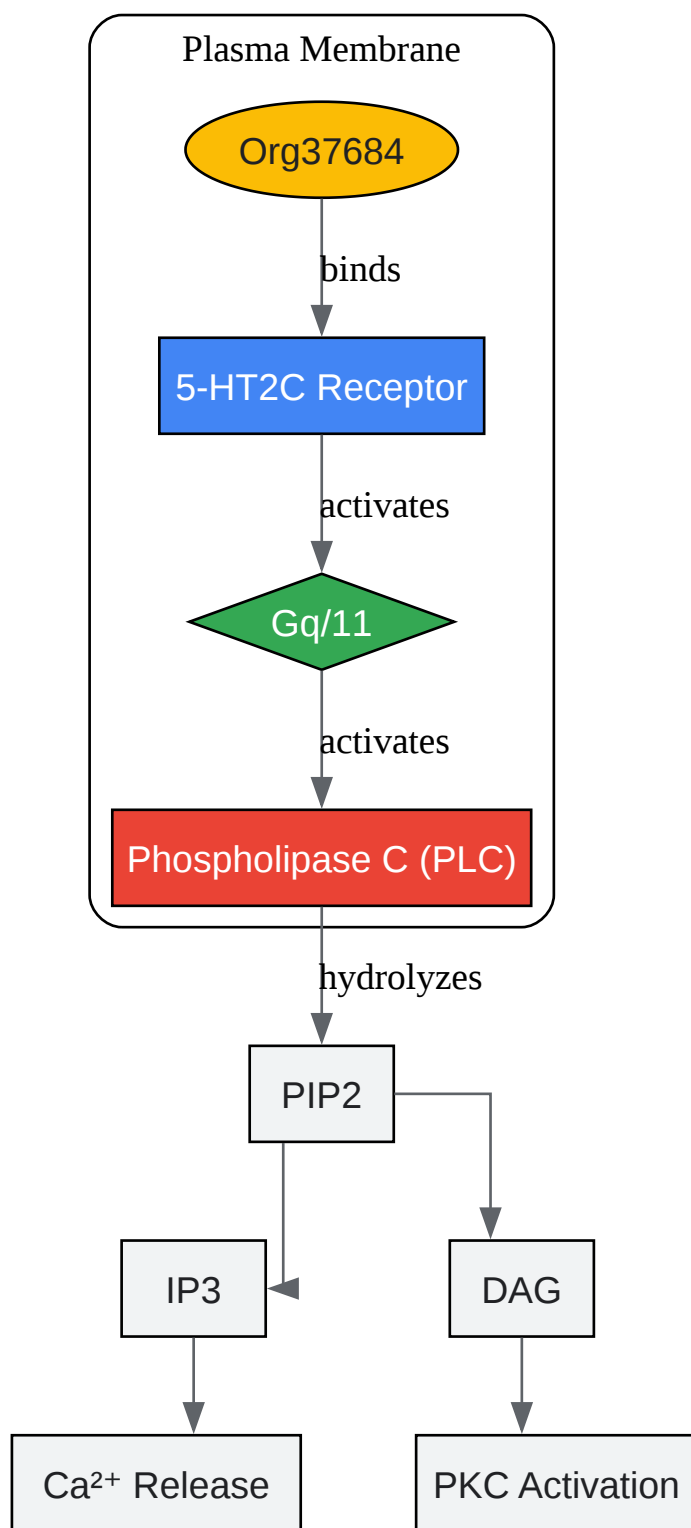 Plasma Membrane
Org37684
binds
5-HT2C Receptor
activates
Gq/11
activates
Phospholipase C (PLC)
hydrolyzes
PIP2
IP3
DAG
Ca²⁺ Release
PKC Activation